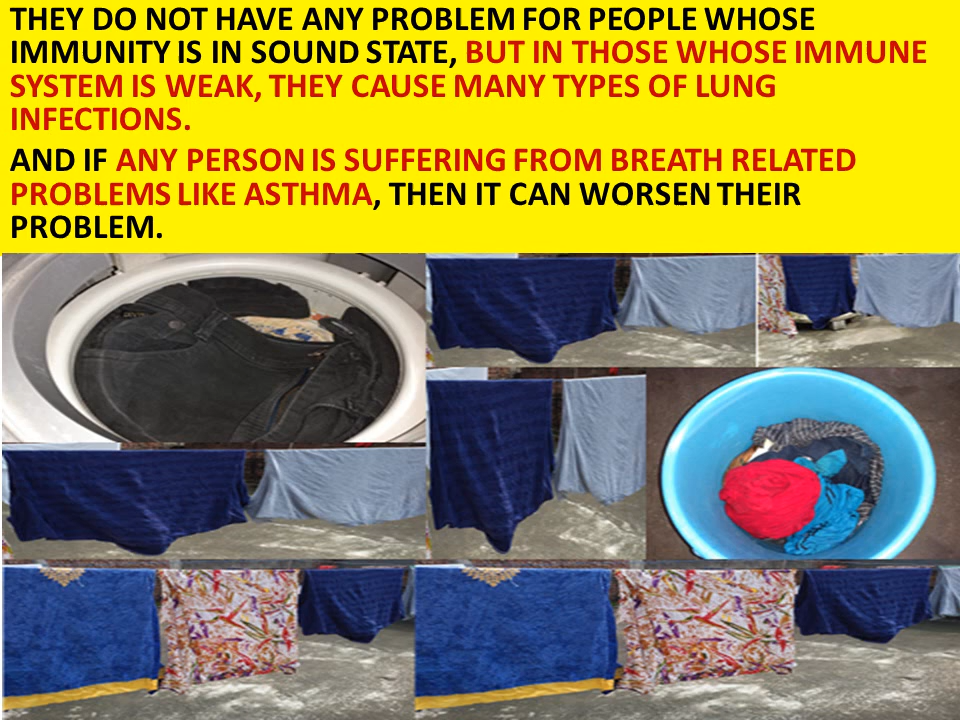 THEY DO NOT HAVE ANY PROBLEM FOR PEOPLE WHOSE
IMMUNITY IS IN SOUND STATE, BUT IN THOSE WHOSE IMMUNE
SYSTEM IS WEAK, THEY CAUSE MANY TYPES OF LUNG
INFECTIONS.
AND IF ANY PERSON IS SUFFERING FROM BREATH RELATED
PROBLEMS LIKE ASTHMA, THEN IT CAN WORSEN THEIR
PROBLEM.